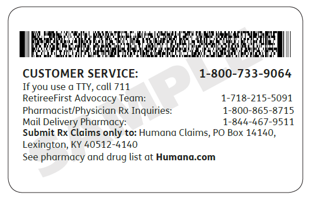 SAMPLE
CUSTOMER SERVICE: 1-800-733-9064
If you use a TTY, call 711
RetireeFirst Advocacy Team: 1-718-215-5091
Pharmacist/Physician Rx Inquiries: 1-800-865-8715
Mail Delivery Pharmacy: 1-844-467-9511
Submit Rx Claims only to: Humana Claims, PO Box 14140,
Lexington, KY 40512-4140
See pharmacy and drug list at Humana.com